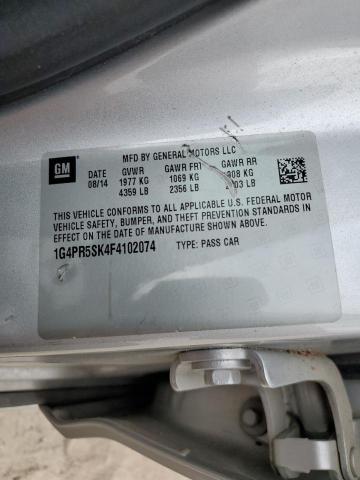 GM
MFD BY GENERAL MOTORS LLC
DATE GVWR GAWR FRT GAWR RR
08/14 1977 KG 1069 KG 908 KG
4359 LB 2356 LB LB
THIS VEHICLE CONFORMS TO ALL APPLICABLE U.S. FEDERAL MOTOR
VEHICLE SAFETY, BUMPER, AND THEFT PREVENTION STANDARDS IN
EFFECT ON THE DATE OF MANUFACTURE SHOWN ABOVE.
1G4PR5SK4F4102074 TYPE: PASS CAR